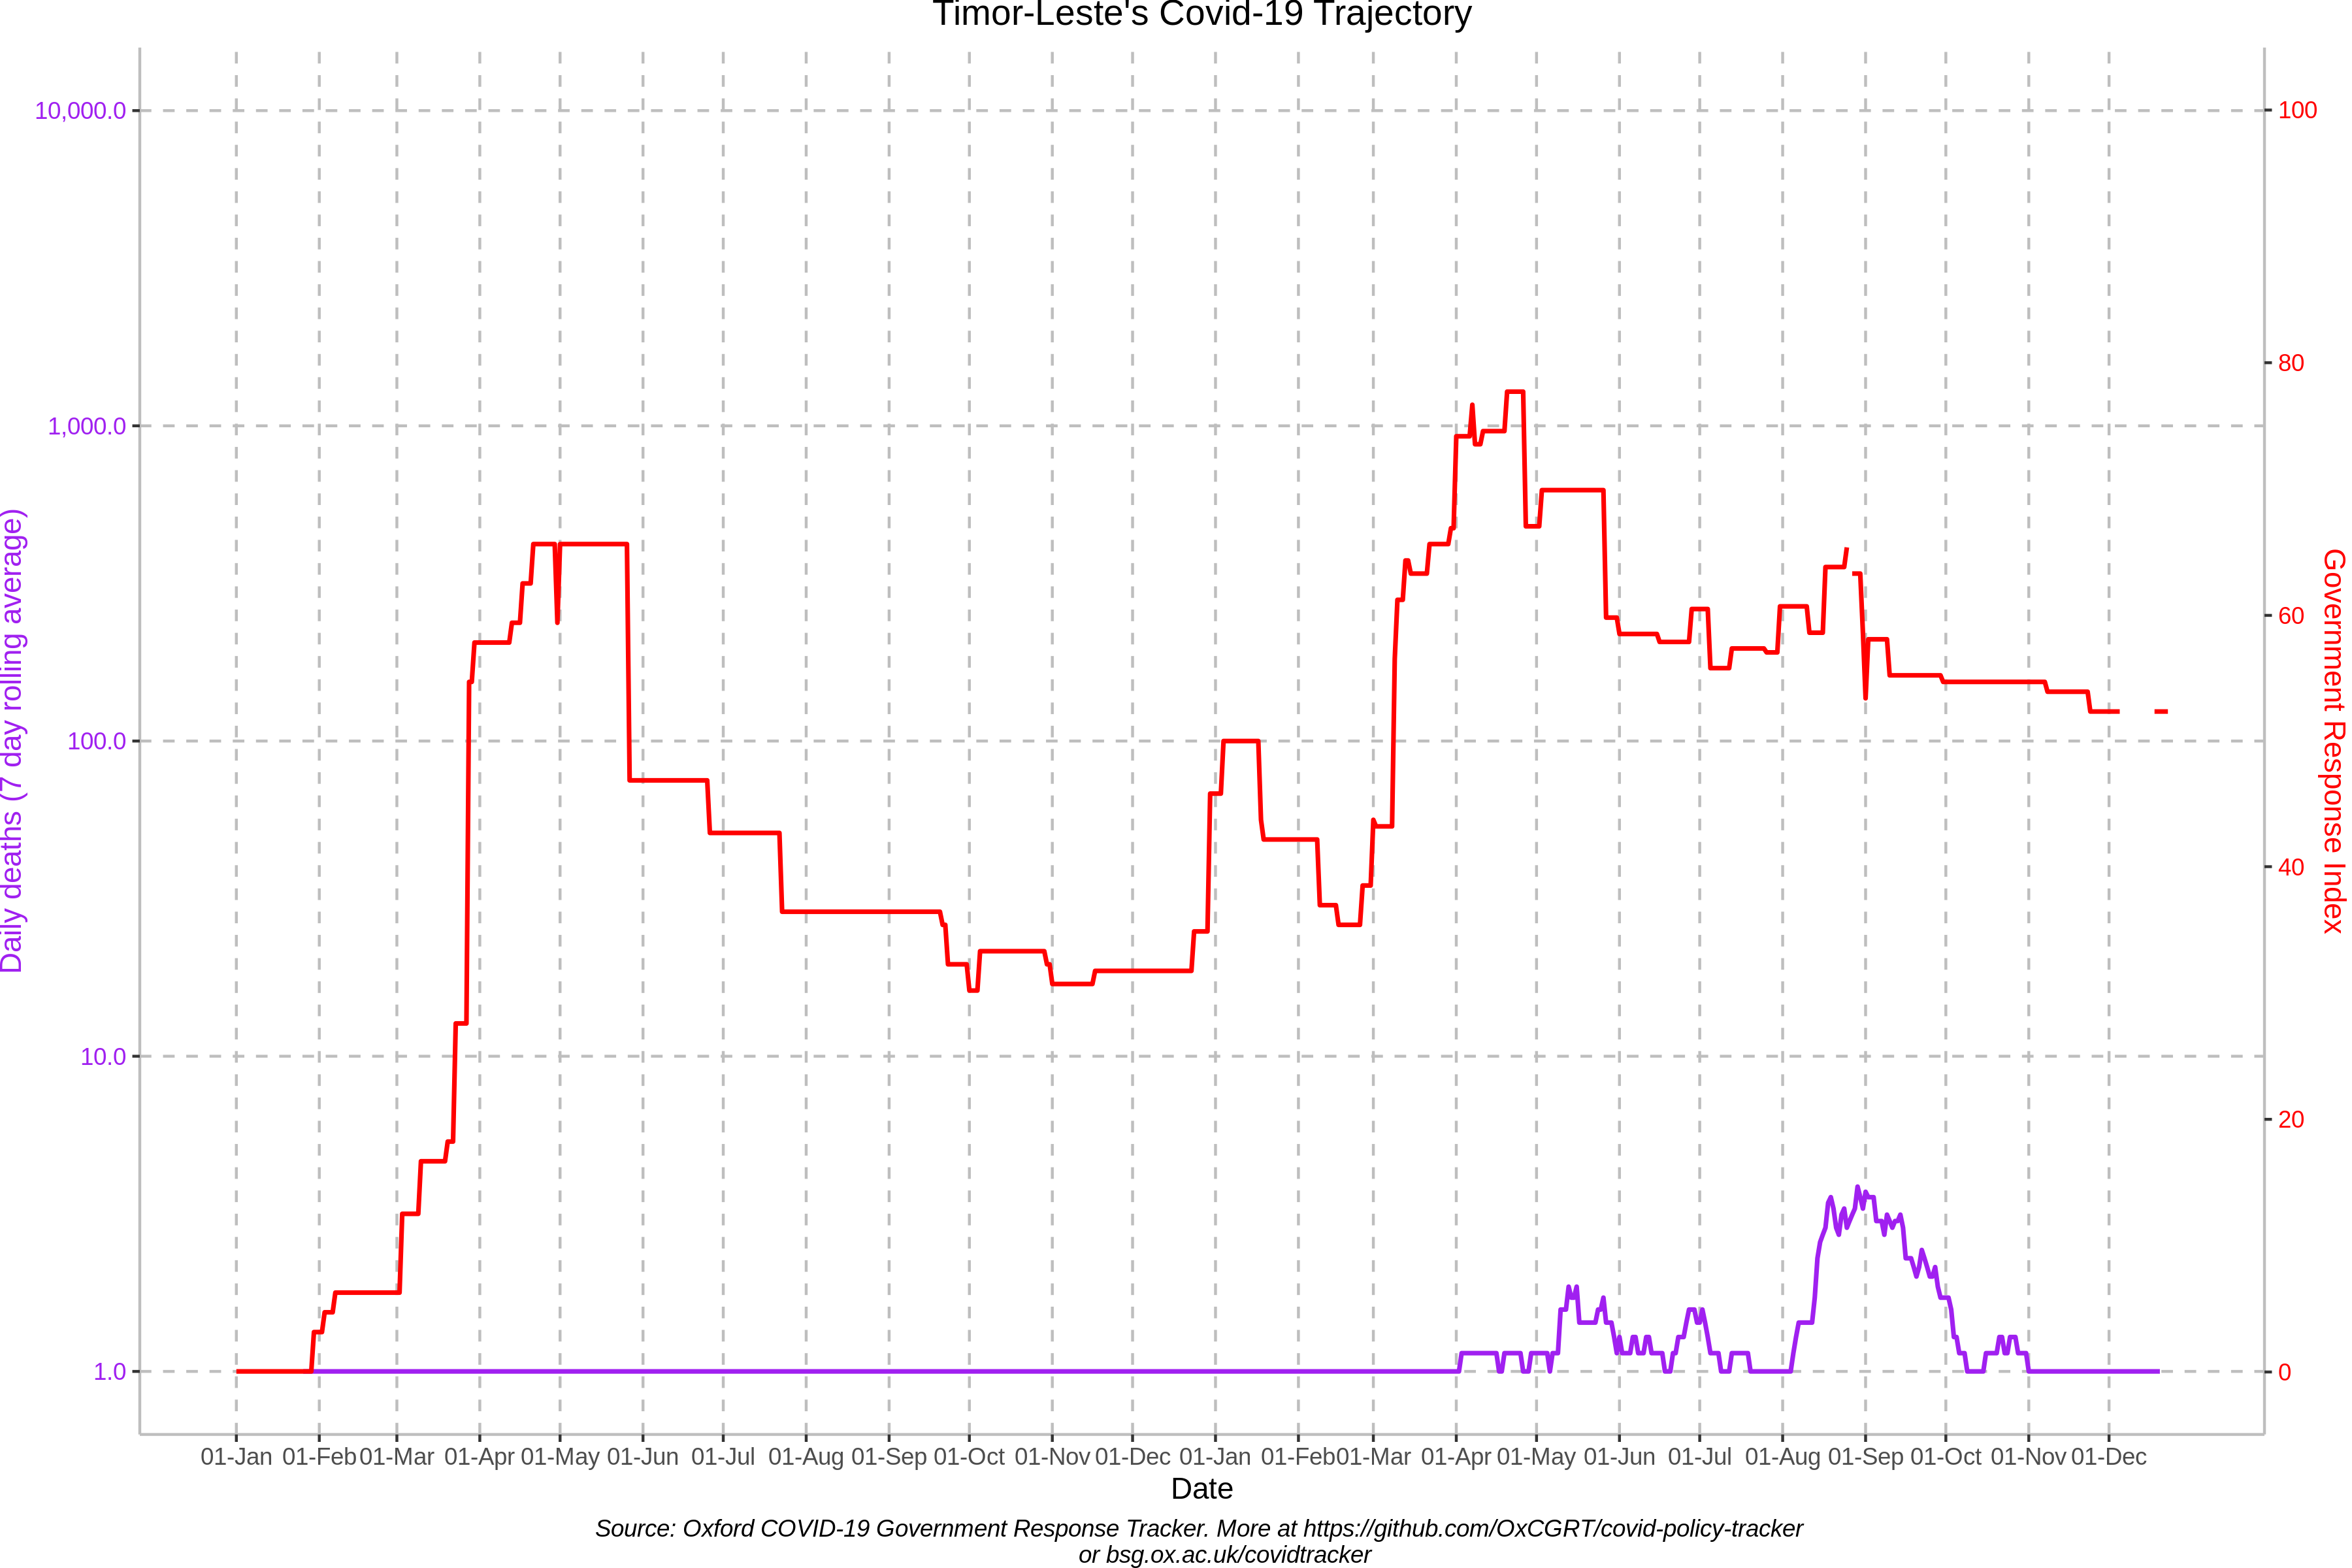 Timor-Leste's Covid-19 Trajectory
10,000.0
1,000.0
100.0
10.0
1.0
Daily deaths (7 day rolling average)
100
80
60
40
20
0
Government Response Index
01-Jan 01-Feb 01-Mar 01-Apr 01-May 01-Jun 01-Jul 01-Aug 01-Sep 01-Oct 01-Nov 01-Dec 01-Jan 01-Feb 01-Mar 01-Apr 01-May 01-Jun 01-Jul 01-Aug 01-Sep 01-Oct 01-Nov 01-Dec
Date
Source: Oxford COVID-19 Government Response Tracker. More at https://github.com/OxCGRT/covid-policy-tracker
or bsg.ox.ac.uk/covidtracker